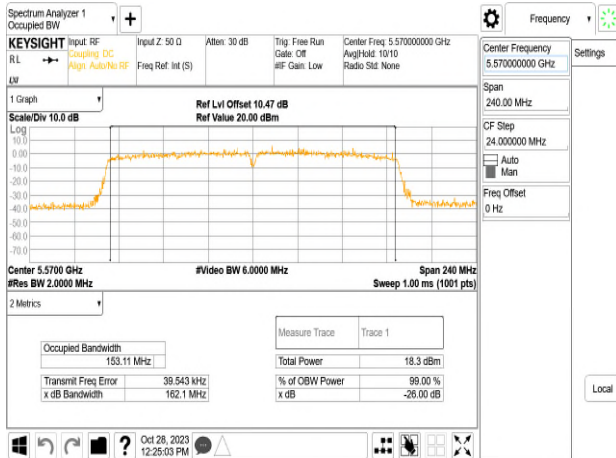 Spectrum Analyzer 1
Occupied BW
+
Frequency
KEYSIGHT
Input: RF
Input Z: 50 Ω
Atten: 30 dB
Trig: Free Run
Center Freq: 5.570000000 GHz
RL
Coupling: DC
Gate: Off
Avg|Hold: 10/10
Align: Auto/No RF
Freq Ref: Int (S)
#IF Gain: Low
Radio Std: None
LXI
Center Frequency
5.570000000 GHz
Settings
Span
240.00 MHz
CF Step
24.000000 MHz
Auto
Man
Freq Offset
0 Hz
Local
1 Graph
Scale/Div 10.0 dB
Ref Lvl Offset 10.47 dB
Ref Value 20.00 dBm
Log
10.0
0.00
-10.0
-20.0
-30.0
-40.0
-50.0
-60.0
-70.0
Center 5.5700 GHz
#Video BW 6.0000 MHz
Span 240 MHz
#Res BW 2.0000 MHz
Sweep 1.00 ms (1001 pts)
2 Metrics
Measure Trace
Trace 1
Occupied Bandwidth
153.11 MHz
Total Power
18.3 dBm
Transmit Freq Error
39.543 kHz
% of OBW Power
99.00 %
x dB Bandwidth
162.1 MHz
x dB
-26.00 dB
?
Oct 28, 2023
12:25:03 PM